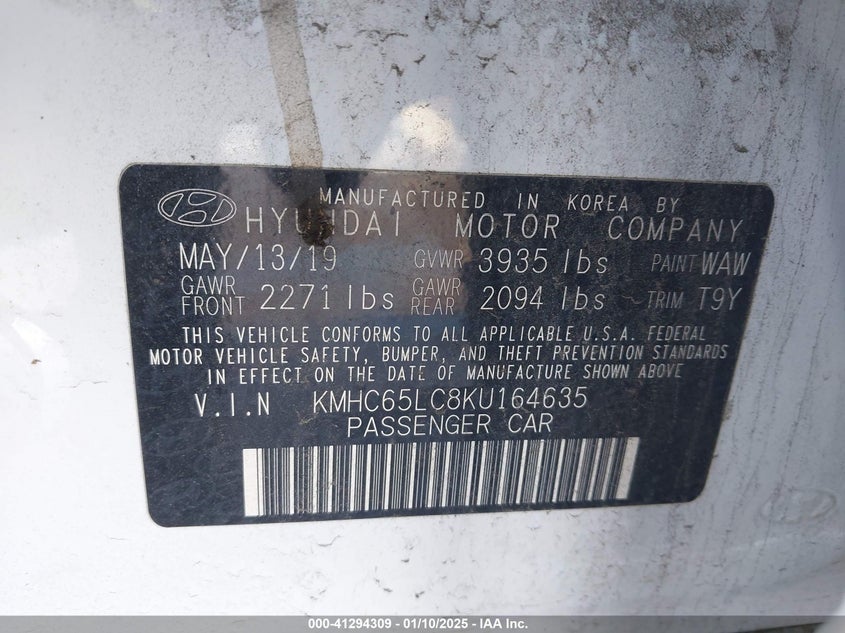 MANUFACTURED IN KOREA BY
HYUNDAI MOTOR COMPANY
MAY/13/19 GVWR 3935 lbs PAINT WAW
GAWR FRONT 2271 lbs GAWR REAR 2094 lbs TRIM T9Y
THIS VEHICLE CONFORMS TO ALL APPLICABLE U.S.A. FEDERAL
MOTOR VEHICLE SAFETY, BUMPER, AND THEFT PREVENTION STANDARDS
IN EFFECT ON THE DATE OF MANUFACTURE SHOWN ABOVE
V.I.N KMHC65LC8KU164635
PASSENGER CAR
000-41294309 - 01/10/2025 - IAA Inc.